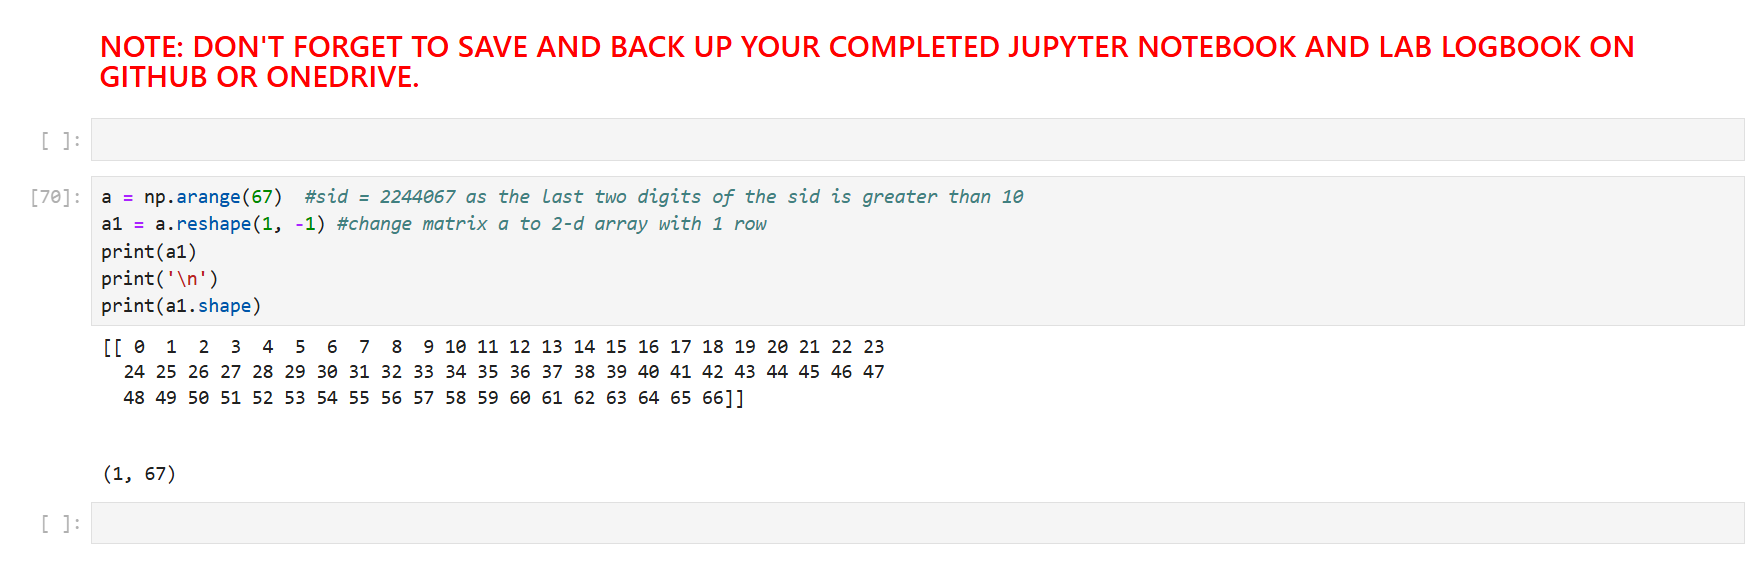 NOTE: DON'T FORGET TO SAVE AND BACK UP YOUR COMPLETED JUPYTER NOTEBOOK AND LAB LOGBOOK ON
GITHUB OR ONEDRIVE.
[ ]:
[70]: a = np.arange(67)  #sid = 2244067 as the last two digits of the sid is greater than 10
a1 = a.reshape(1, -1) #change matrix a to 2-d array with 1 row
print(a1)
print('\n')
print(a1.shape)
[[ 0  1  2  3  4  5  6  7  8  9 10 11 12 13 14 15 16 17 18 19 20 21 22 23
  24 25 26 27 28 29 30 31 32 33 34 35 36 37 38 39 40 41 42 43 44 45 46 47
  48 49 50 51 52 53 54 55 56 57 58 59 60 61 62 63 64 65 66]]
(1, 67)
[ ]: